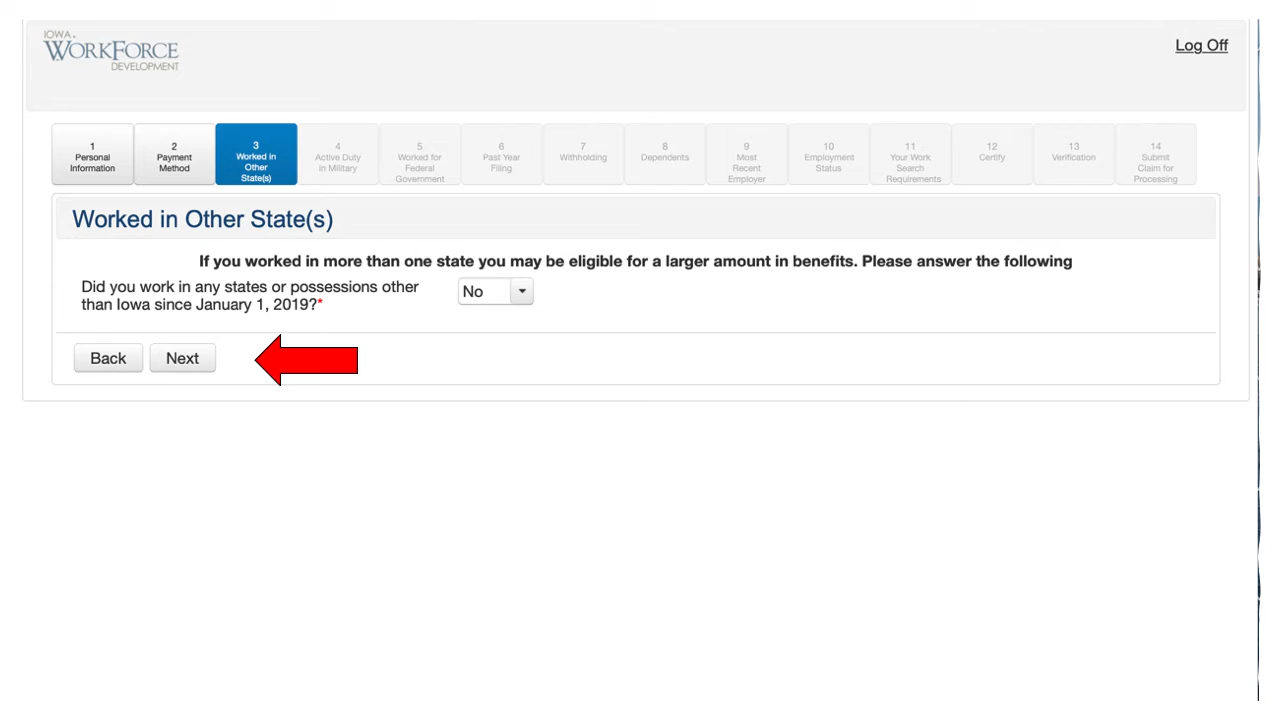 IOWA
WORKFORCE
DEVELOPMENT
Log Off
1
Personal
Information
2
Payment
Method
3
Worked in
Other
State(s)
4
Active Duty
in Military
5
Worked for
Federal
Government
6
Past Year
Filing
7
Withholding
8
Dependents
9
Most
Recent
Employer
10
Employment
Status
11
Your Work
Search
Requirements
12
Certify
13
Verification
14
Submit
Claim for
Processing
Worked in Other State(s)
If you worked in more than one state you may be eligible for a larger amount in benefits. Please answer the following
Did you work in any states or possessions other
than Iowa since January 1, 2019?*
No
Back
Next